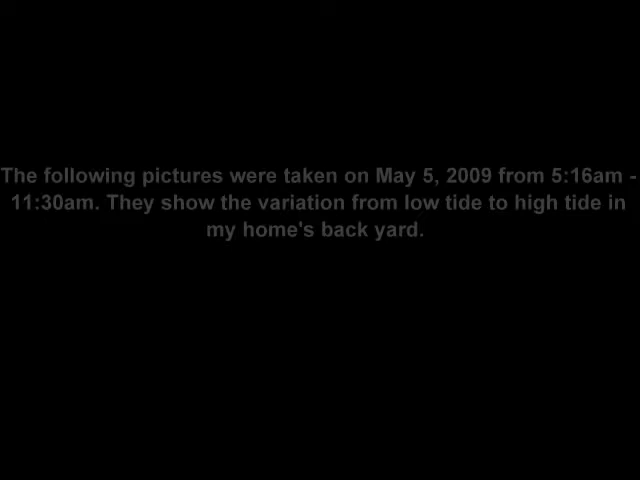 The following pictures were taken on May 5, 2009 from 5:16am -
11:30am. They show the variation from low tide to high tide in
my home's back yard.